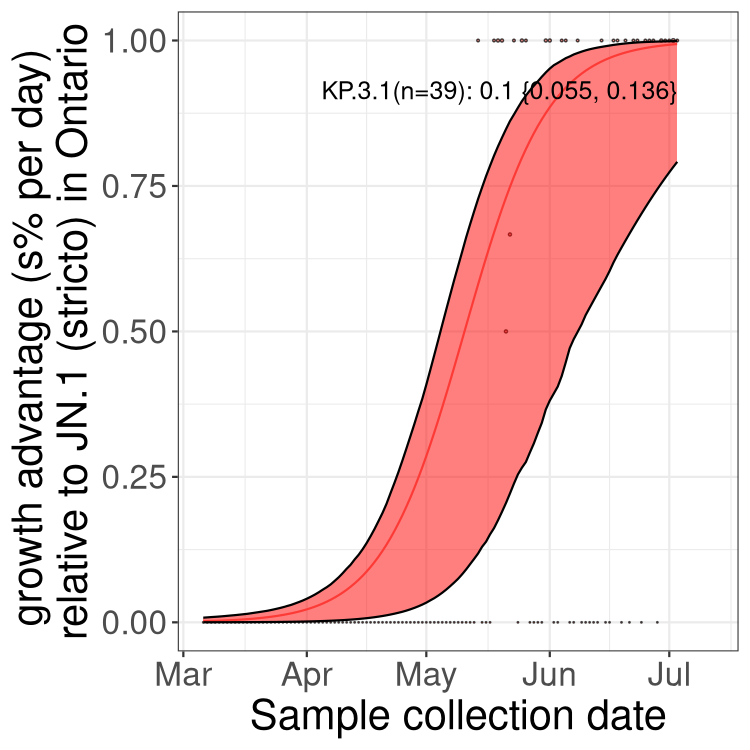 growth advantage (s% per day)
relative to JN.1 (stricto) in Ontario
1.00
0.75
0.50
0.25
0.00
KP.3.1(n=39): 0.1 {0.055, 0.136}
Mar Apr May Jun Jul
Sample collection date